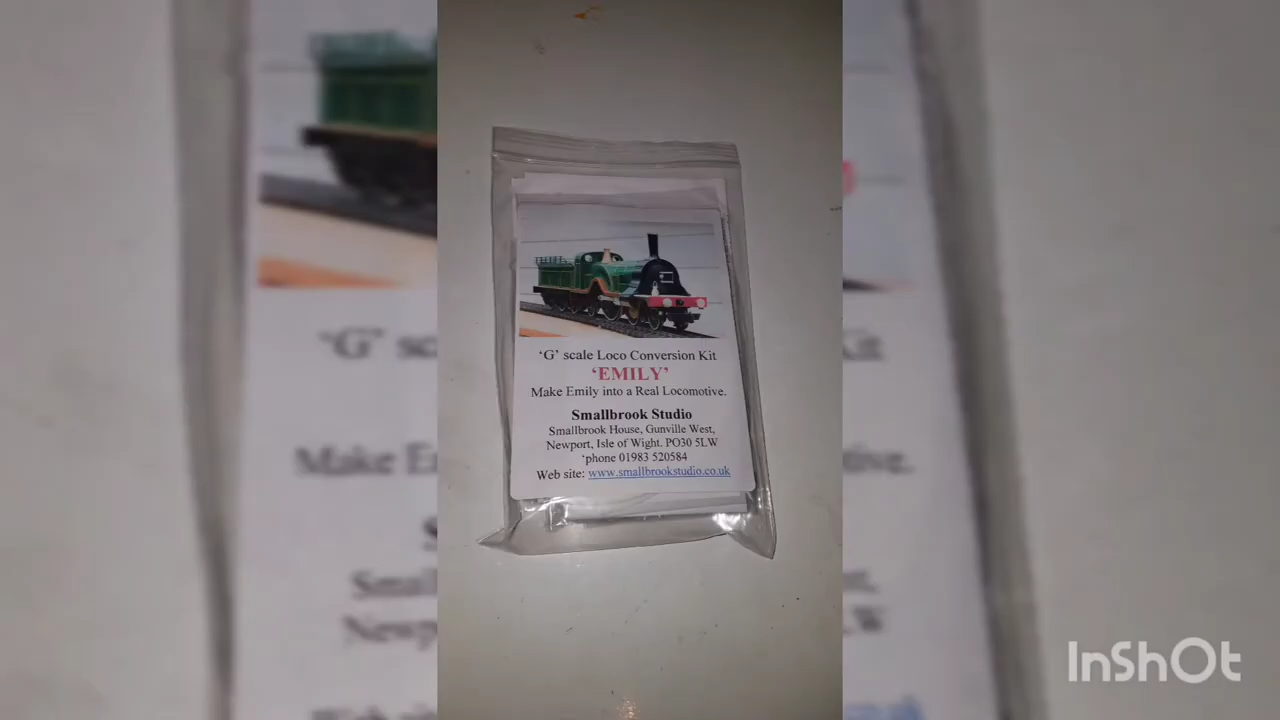 'G' scale Loco Conversion Kit
'EMILY'
Make Emily into a Real Locomotive.
Smallbrook Studio
Smallbrook House, Gunville West,
Newport, Isle of Wight. PO30 5LW
'phone 01983 520584
Web site: www.smallbrookstudio.co.uk
InShOt